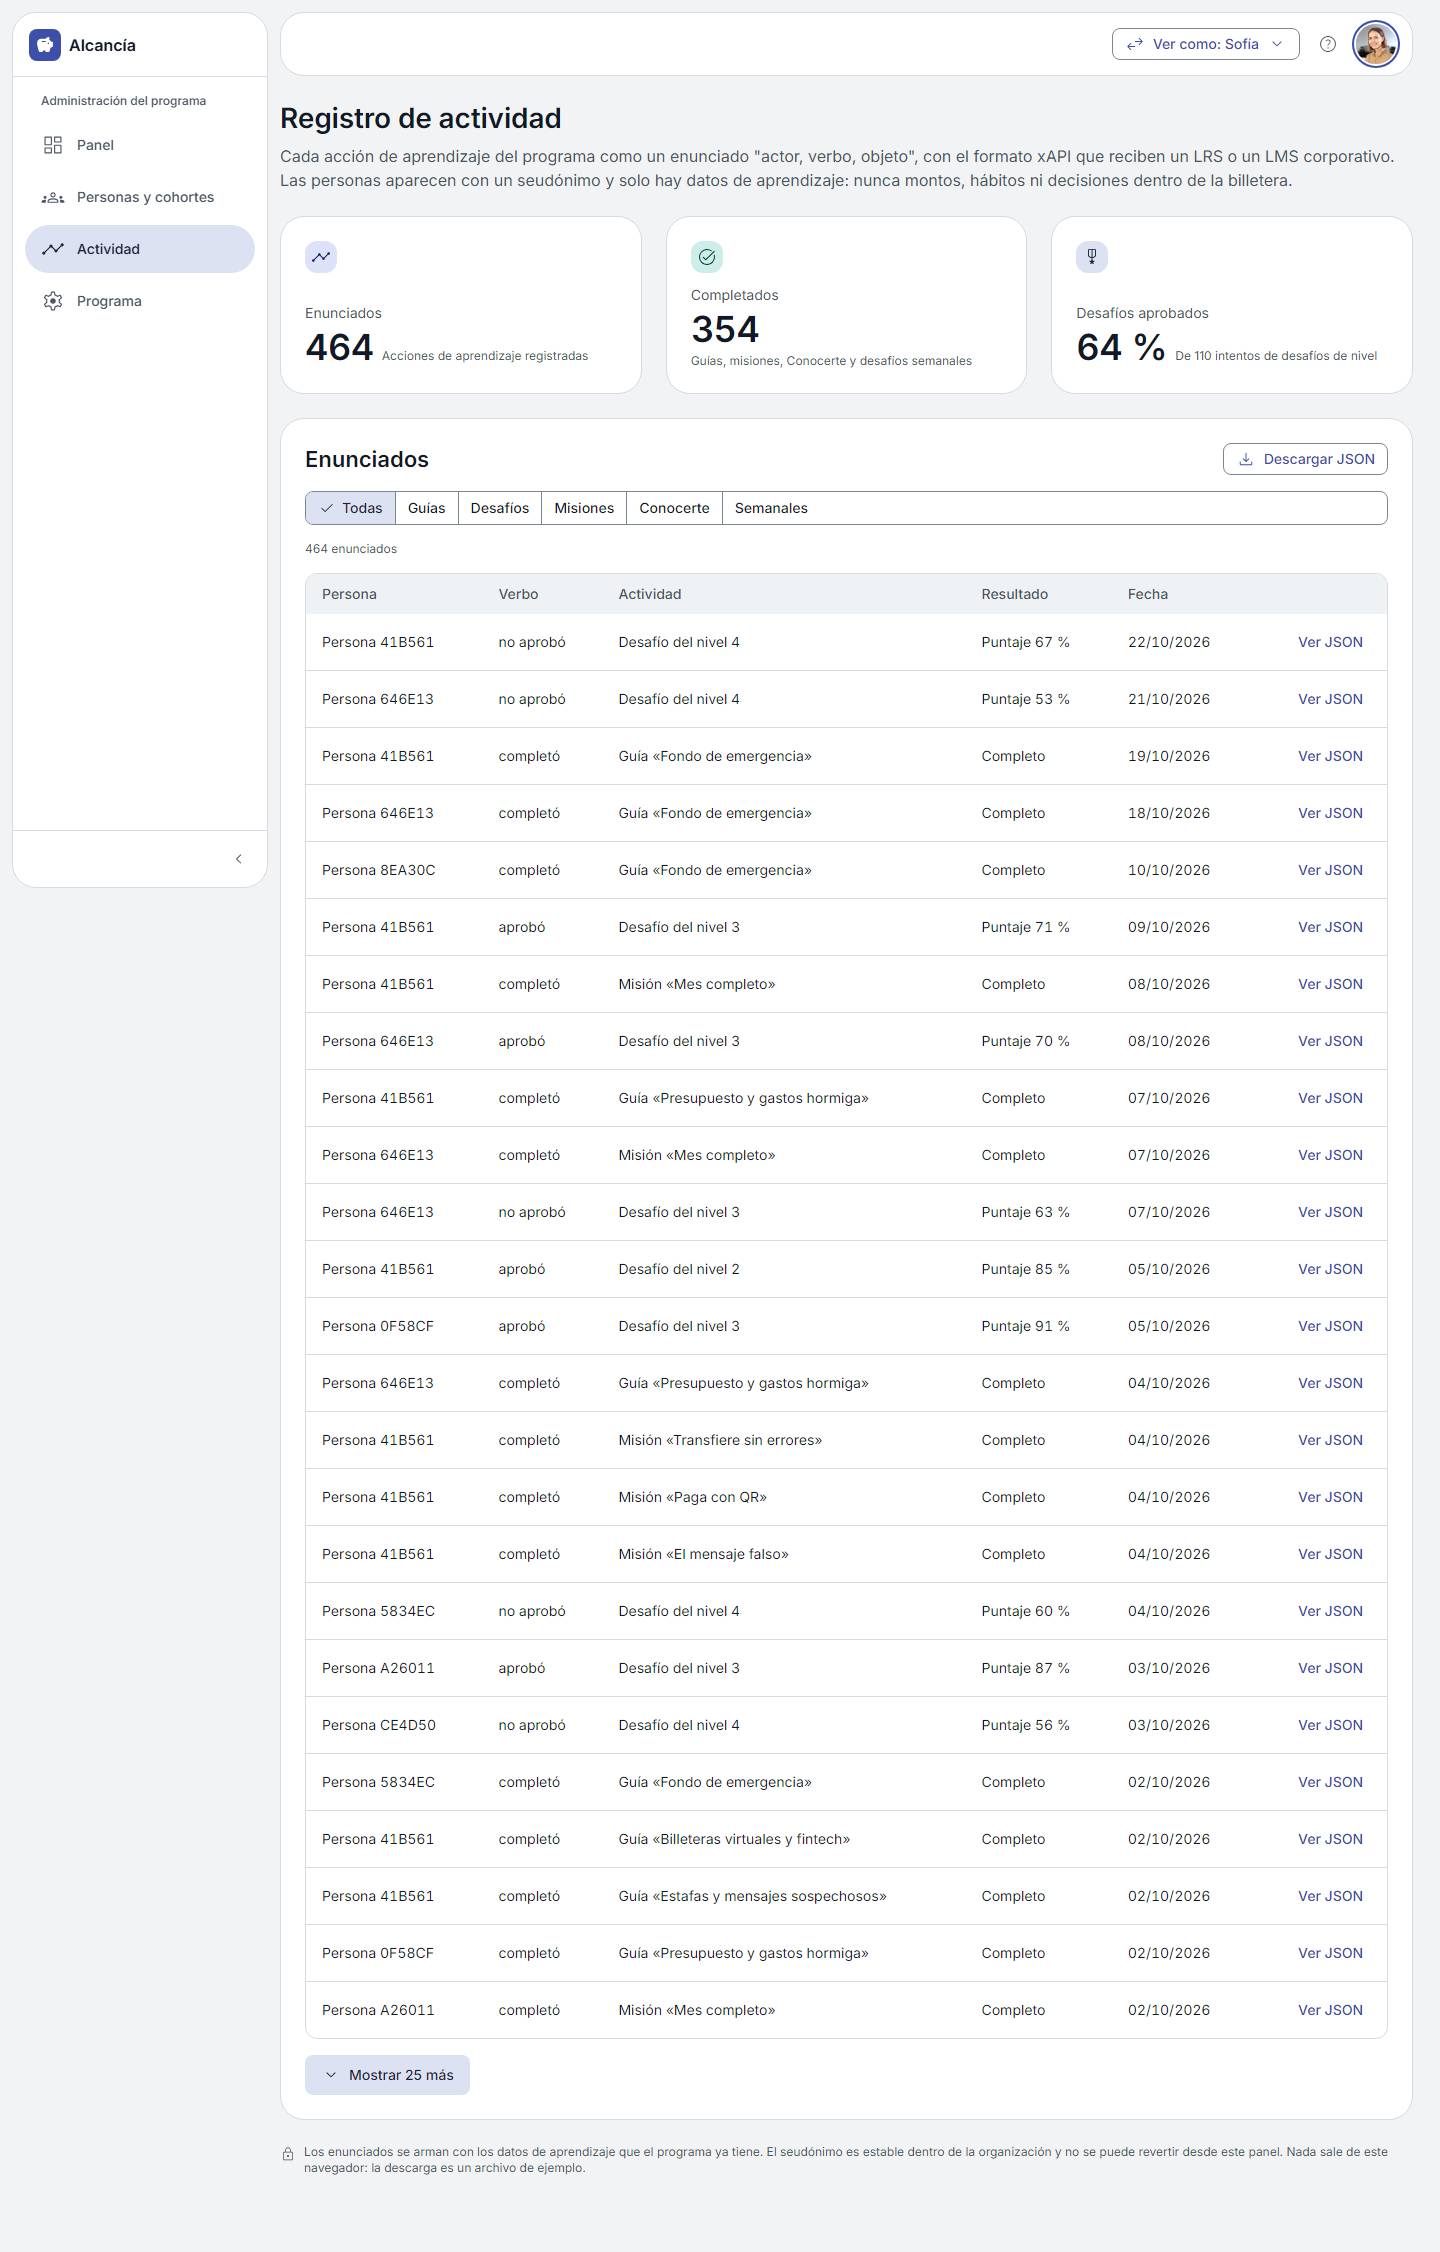 Alcancía
Ver como: Sofía
Administración del programa
Panel
Personas y cohortes
Actividad
Programa
Registro de actividad
Cada acción de aprendizaje del programa como un enunciado "actor, verbo, objeto", con el formato xAPI que reciben un LRS o un LMS corporativo.
Las personas aparecen con un seudónimo y solo hay datos de aprendizaje: nunca montos, hábitos ni decisiones dentro de la billetera.
Enunciados
464 Acciones de aprendizaje registradas
Completados
354
Guías, misiones, Conocerte y desafíos semanales
Desafíos aprobados
64 % De 110 intentos de desafíos de nivel
Enunciados
Descargar JSON
Todas Guías Desafíos Misiones Conocerte Semanales
464 enunciados
Persona Verbo Actividad Resultado Fecha
Persona 41B561 no aprobó Desafío del nivel 4 Puntaje 67 % 22/10/2026 Ver JSON
Persona 646E13 no aprobó Desafío del nivel 4 Puntaje 53 % 21/10/2026 Ver JSON
Persona 41B561 completó Guía «Fondo de emergencia» Completo 19/10/2026 Ver JSON
Persona 646E13 completó Guía «Fondo de emergencia» Completo 18/10/2026 Ver JSON
Persona 8EA30C completó Guía «Fondo de emergencia» Completo 10/10/2026 Ver JSON
Persona 41B561 aprobó Desafío del nivel 3 Puntaje 71 % 09/10/2026 Ver JSON
Persona 41B561 completó Misión «Mes completo» Completo 08/10/2026 Ver JSON
Persona 646E13 aprobó Desafío del nivel 3 Puntaje 70 % 08/10/2026 Ver JSON
Persona 41B561 completó Guía «Presupuesto y gastos hormiga» Completo 07/10/2026 Ver JSON
Persona 646E13 completó Misión «Mes completo» Completo 07/10/2026 Ver JSON
Persona 646E13 no aprobó Desafío del nivel 3 Puntaje 63 % 07/10/2026 Ver JSON
Persona 41B561 aprobó Desafío del nivel 2 Puntaje 85 % 05/10/2026 Ver JSON
Persona 0F58CF aprobó Desafío del nivel 3 Puntaje 91 % 05/10/2026 Ver JSON
Persona 646E13 completó Guía «Presupuesto y gastos hormiga» Completo 04/10/2026 Ver JSON
Persona 41B561 completó Misión «Transfiere sin errores» Completo 04/10/2026 Ver JSON
Persona 41B561 completó Misión «Paga con QR» Completo 04/10/2026 Ver JSON
Persona 41B561 completó Misión «El mensaje falso» Completo 04/10/2026 Ver JSON
Persona 5834EC no aprobó Desafío del nivel 4 Puntaje 60 % 04/10/2026 Ver JSON
Persona A26011 aprobó Desafío del nivel 3 Puntaje 87 % 03/10/2026 Ver JSON
Persona CE4D50 no aprobó Desafío del nivel 4 Puntaje 56 % 03/10/2026 Ver JSON
Persona 5834EC completó Guía «Fondo de emergencia» Completo 02/10/2026 Ver JSON
Persona 41B561 completó Guía «Billeteras virtuales y fintech» Completo 02/10/2026 Ver JSON
Persona 41B561 completó Guía «Estafas y mensajes sospechosos» Completo 02/10/2026 Ver JSON
Persona 0F58CF completó Guía «Presupuesto y gastos hormiga» Completo 02/10/2026 Ver JSON
Persona A26011 completó Misión «Mes completo» Completo 02/10/2026 Ver JSON
Mostrar 25 más
Los enunciados se arman con los datos de aprendizaje que el programa ya tiene. El seudónimo es estable dentro de la organización y no se puede revertir desde este panel. Nada sale de este
navegador: la descarga es un archivo de ejemplo.